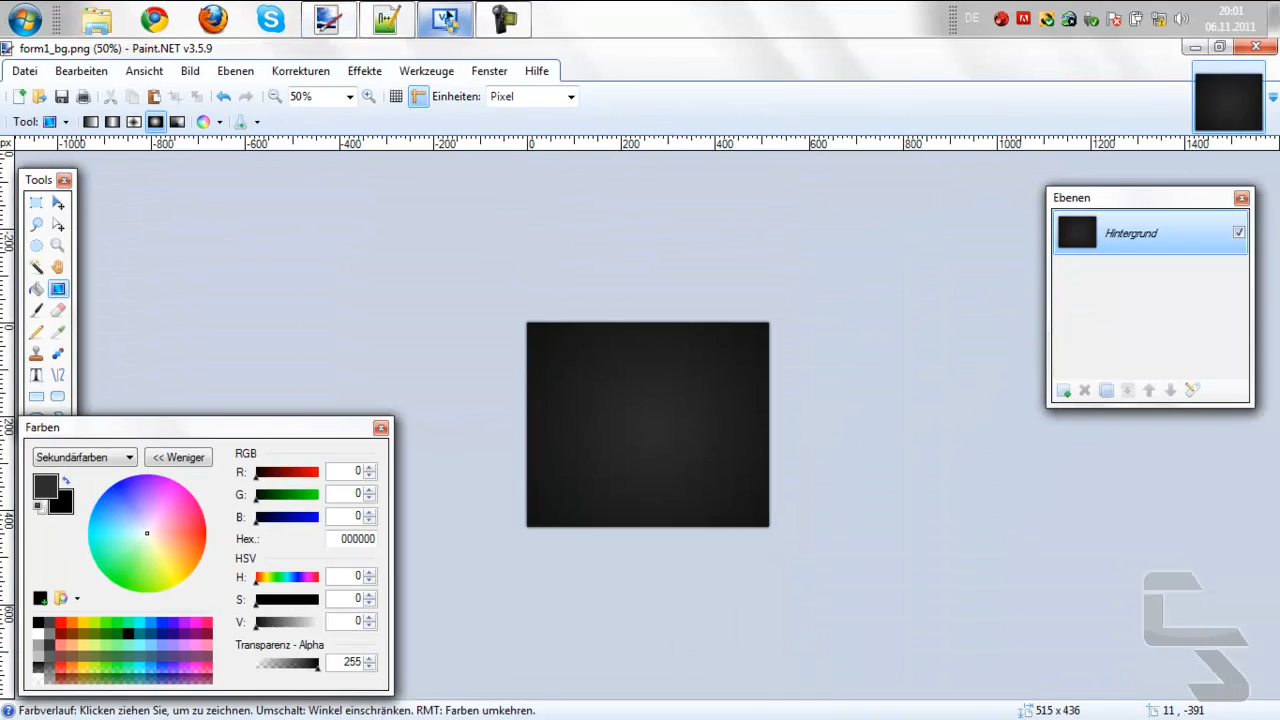 DE
20:01
06.11.2011
form1_bg.png (50%) - Paint.NET v3.5.9
Datei Bearbeiten Ansicht Bild Ebenen Korrekturen Effekte Werkzeuge Fenster Hilfe
50% Einheiten: Pixel
Tool:
px -1000 -800 -600 -400 -200 0 200 400 600 800 1000 1200 1400
Tools
Ebenen
Hintergrund
Farben
Sekundärfarben << Weniger
RGB
R: 0
G: 0
B: 0
Hex.: 000000
HSV
H: 0
S: 0
V: 0
Transparenz - Alpha
255
Farbverlauf: Klicken ziehen Sie, um zu zeichnen. Umschalt: Winkel einschränken. RMT: Farben umkehren.
515 x 436
11 , -391